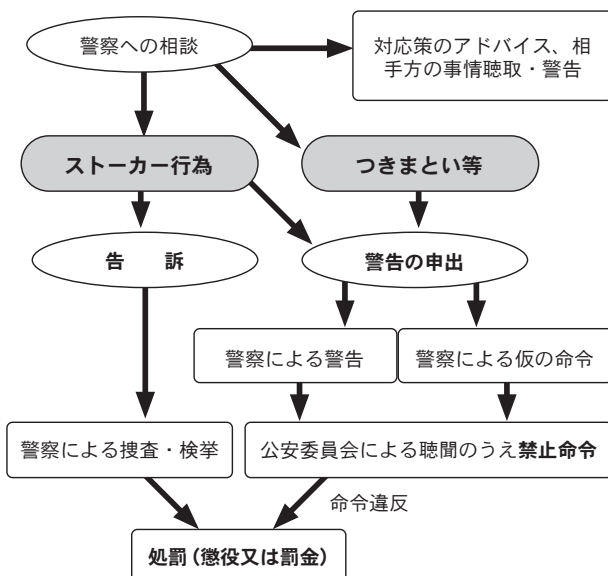 警察への相談
対応策のアドバイス、相
手方の事情聴取・警告
ストーカー行為
つきまとい等
告　訴
警告の申出
警察による警告
警察による仮の命令
警察による捜査・検挙
公安委員会による聴聞のうえ禁止命令
命令違反
処罰（懲役又は罰金）